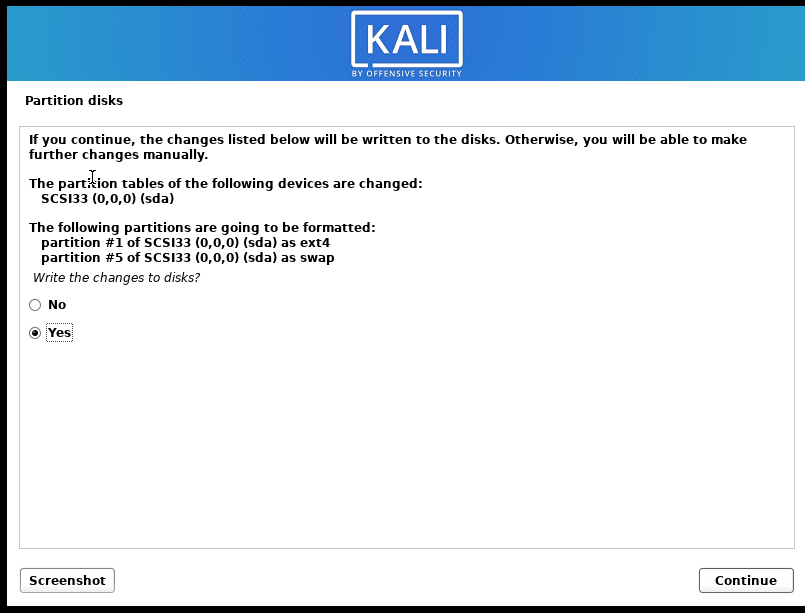 KALI
BY OFFENSIVE SECURITY
Partition disks
If you continue, the changes listed below will be written to the disks. Otherwise, you will be able to make
further changes manually.
The partition tables of the following devices are changed:
SCSI33 (0,0,0) (sda)
The following partitions are going to be formatted:
partition #1 of SCSI33 (0,0,0) (sda) as ext4
partition #5 of SCSI33 (0,0,0) (sda) as swap
Write the changes to disks?
No
Yes
Screenshot
Continue